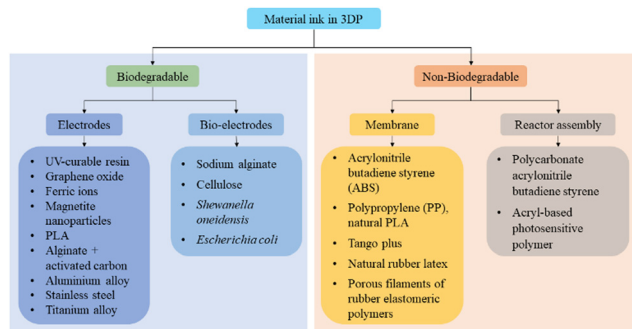 Material ink in 3DP
Biodegradable
Non-Biodegradable
Electrodes
Bio-electrodes
Membrane
Reactor assembly
• UV-curable resin
• Graphene oxide
• Ferric ions
• Magnetite
nanoparticles
• PLA
• Alginate +
activated carbon
• Aluminium alloy
• Stainless steel
• Titanium alloy
• Sodium alginate
• Cellulose
• Shewanella
oneidensis
• Escherichia coli
• Acrylonitrile
butadiene styrene
(ABS)
• Polypropylene (PP),
natural PLA
• Tango plus
• Natural rubber latex
• Porous filaments of
rubber elastomeric
polymers
• Polycarbonate
acrylonitrile
butadiene styrene
• Acryl-based
photosensitive
polymer